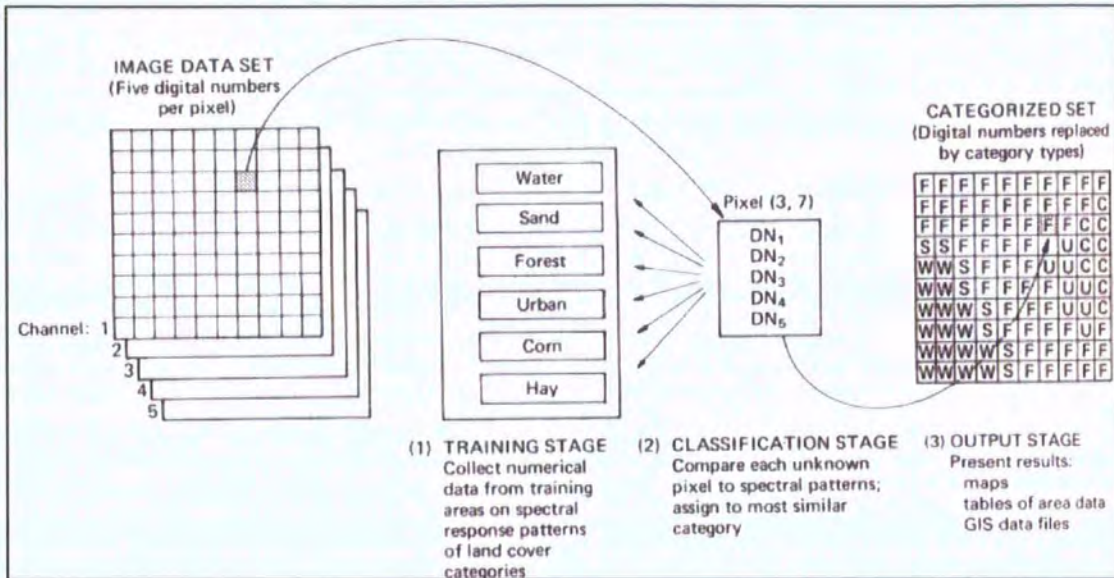 IMAGE DATA SET
(Five digital numbers
per pixel)
Channel: 1
2
3
4
5
Water
Sand
Forest
Urban
Corn
Hay
Pixel (3, 7)
DN₁
DN₂
DN₃
DN₄
DN₅
CATEGORIZED SET
(Digital numbers replaced
by category types)
F F F F F F F F F F
F F F F F F F F F C
F F F F F F F F C C
S S F F F F U C C
W W S F F F U U C C
W W S F F F F U U C
W W W S F F F U U C
W W W S F F F F U F
W W W W S F F F F F
W W W W S F F F F F
(1) TRAINING STAGE
Collect numerical
data from training
areas on spectral
response patterns
of land cover
categories
(2) CLASSIFICATION STAGE
Compare each unknown
pixel to spectral patterns;
assign to most similar
category
(3) OUTPUT STAGE
Present results:
maps
tables of area data
GIS data files